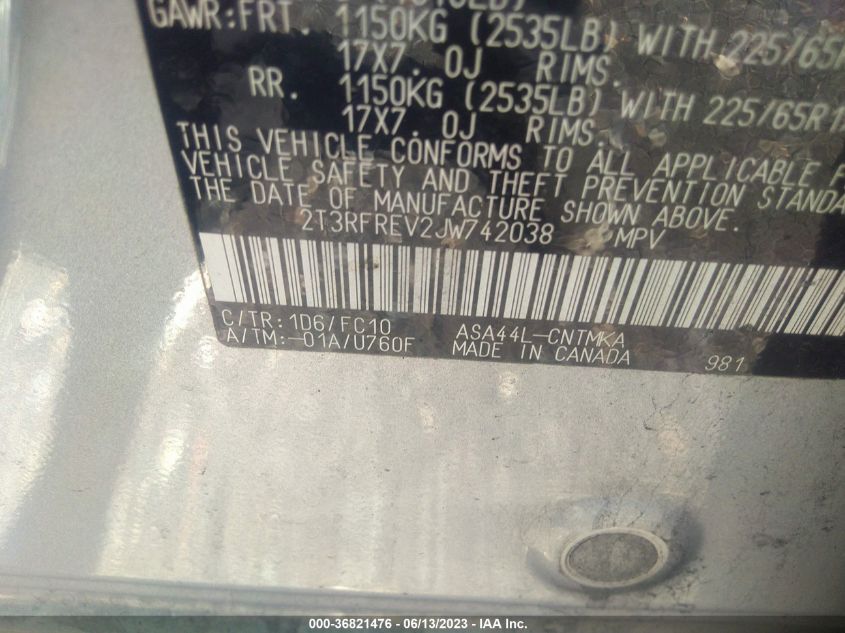 GAWR:FRT. 1150KG (2535LB) WITH 225/65R
17X7. 0J RIMS.
RR. 1150KG (2535LB) WITH 225/65R1
17X7. 0J RIMS.
THIS VEHICLE CONFORMS TO ALL APPLICABLE F
VEHICLE SAFETY AND THEFT PREVENTION STANDA
THE DATE OF MANUFACTURE SHOWN ABOVE.
2T3RFREV2JW742038 MPV
C/TR: 1D6/FC10 ASA44L-CNTMKA
A/TM:-01A/U760F MADE IN CANADA 981
000-36821476 - 06/13/2023 - IAA Inc.